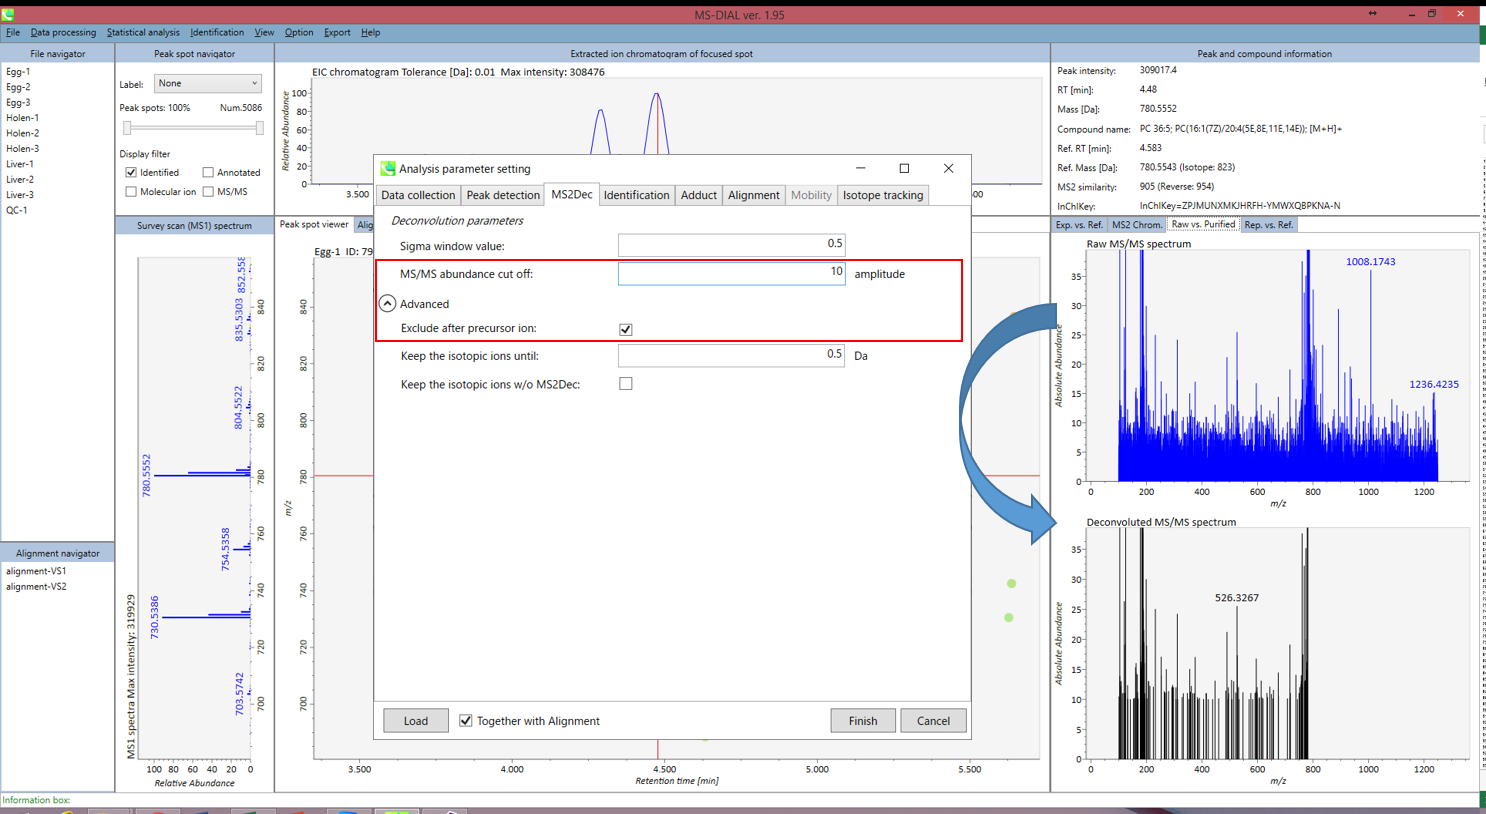 MS-DIAL ver. 1.95
File Data processing Statistical analysis Identification View Option Export Help
File navigator
Egg-1
Egg-2
Egg-3
Holen-1
Holen-2
Holen-3
Liver-1
Liver-2
Liver-3
QC-1
Alignment navigator
alignment-VS1
alignment-VS2
Information box:
Peak spot navigator
Label: None
Peak spots: 100% Num.5086
Display filter
Identified Annotated
Molecular ion MS/MS
Survey scan (MS1) spectrum
MS1 spectra Max intensity: 319929
852.558
835.5303
804.5522
780.5552
754.5358
730.5386
703.5742
840
820
800
780
760
740
720
700
100 80 60 40 20 0
Relative Abundance
Extracted ion chromatogram of focused spot
EIC chromatogram Tolerance [Da]: 0.01 Max intensity: 308476
Relative Abundance
100
80
60
40
20
0
3.500
500
Peak spot viewer Alig
Egg-1 ID: 79
m/z
840
820
800
780
760
740
720
700
3.500 4.000 4.500 5.000 5.500
Retention time [min]
Analysis parameter setting
Data collection Peak detection MS2Dec Identification Adduct Alignment Mobility Isotope tracking
Deconvolution parameters
Sigma window value: 0.5
MS/MS abundance cut off: 10 amplitude
Advanced
Exclude after precursor ion:
Keep the isotopic ions until: 0.5 Da
Keep the isotopic ions w/o MS2Dec:
Load Together with Alignment Finish Cancel
Peak and compound information
Peak intensity: 309017.4
RT [min]: 4.48
Mass [Da]: 780.5552
Compound name: PC 36:5; PC(16:1(7Z)/20:4(5E,8E,11E,14E)); [M+H]+
Ref. RT [min]: 4.583
Ref. Mass [Da]: 780.5543 (Isotope: 823)
MS2 similarity: 905 (Reverse: 954)
InChIKey: InChIKey=ZPJMUNXMKJHRFH-YMWXQBPKNA-N
Exp. vs. Ref. MS2 Chrom. Raw vs. Purified Rep. vs. Ref.
Raw MS/MS spectrum
1008.1743
1236.4235
Absolute Abundance
35
30
25
20
15
10
5
0
0 200 400 600 800 1000 1200
m/z
Deconvoluted MS/MS spectrum
526.3267
Absolute Abundance
35
30
25
20
15
10
5
0
0 200 400 600 800 1000 1200
m/z